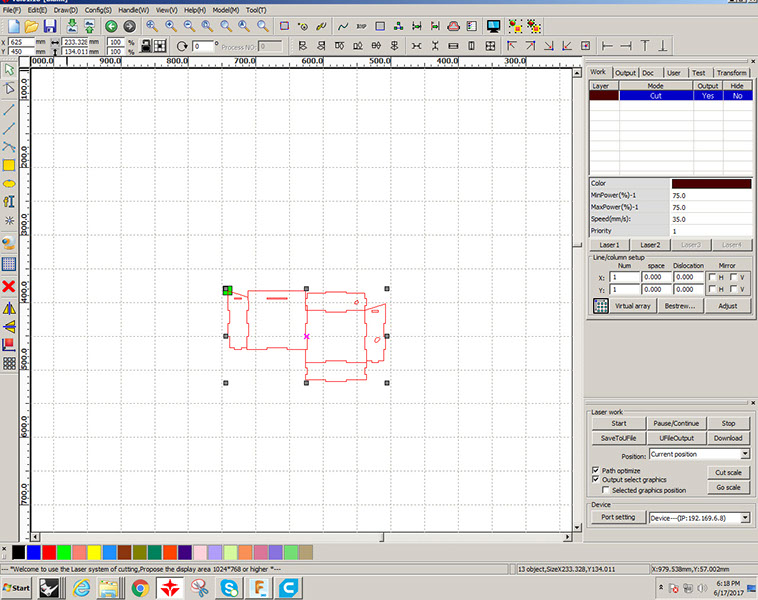 File(F) Edit(E) Draw(D) Config(S) Handle(W) View(V) Help(H) Model(M) Tool(T)
X 625 mm 233.328 mm 100 %
Y 450 mm 134.011 mm 100 %
0 ° Process NO: 0
000.0 900.0 800.0 700.0 600.0 500.0 400.0 300.0
100.0
200.0
300.0
400.0
500.0
600.0
700.0
Work Output Doc User Test Transform
Layer Mode Output Hide
Cut Yes No
Color
MinPower(%)-1 75.0
MaxPower(%)-1 75.0
Speed(mm/s): 35.0
Priority 1
Laser1 Laser2 Laser3 Laser4
Line/column setup
Num space Dislocation Mirror
X: 1 0.000 0.000 H V
Y: 1 0.000 0.000 H V
Virtual array Bestrew... Adjust
Laser work
Start Pause/Continue Stop
SaveToUFile UFileOutput Download
Position: Current position
Path optimize
Output select graphics
Selected graphics position
Cut scale
Go scale
Device
Port setting Device---(IP:192.169.6.8)
--- *Welcome to use the Laser system of cutting,Propose the display area 1024*768 or higher *---
13 object,SizeX233.328,Y134.011
X:979.538mm,Y:57.002mm
Start
6:18 PM
6/17/2017